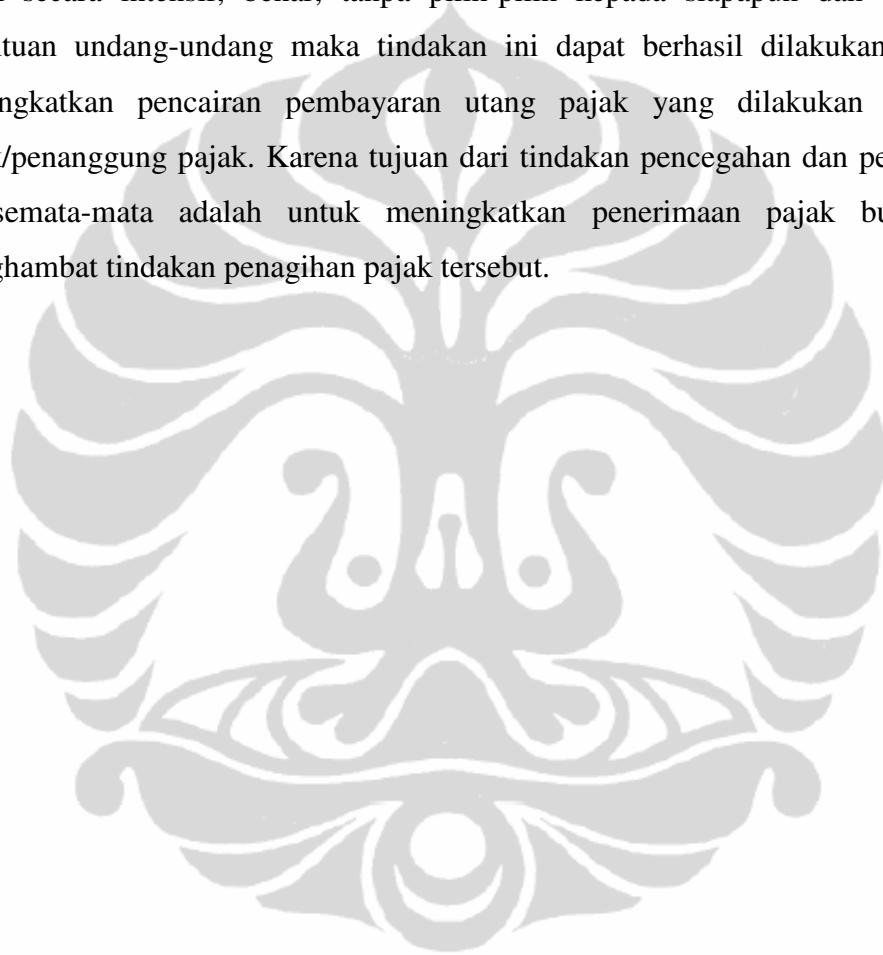 secara intensif, benar, tanpa pilih-pilih kepada siapapun dan
tuan undang-undang maka tindakan ini dapat berhasil dilakukan
ngkatkan pencairan pembayaran utang pajak yang dilakukan
/penanggung pajak. Karena tujuan dari tindakan pencegahan dan pe
semata-mata adalah untuk meningkatkan penerimaan pajak bu
ghambat tindakan penagihan pajak tersebut.